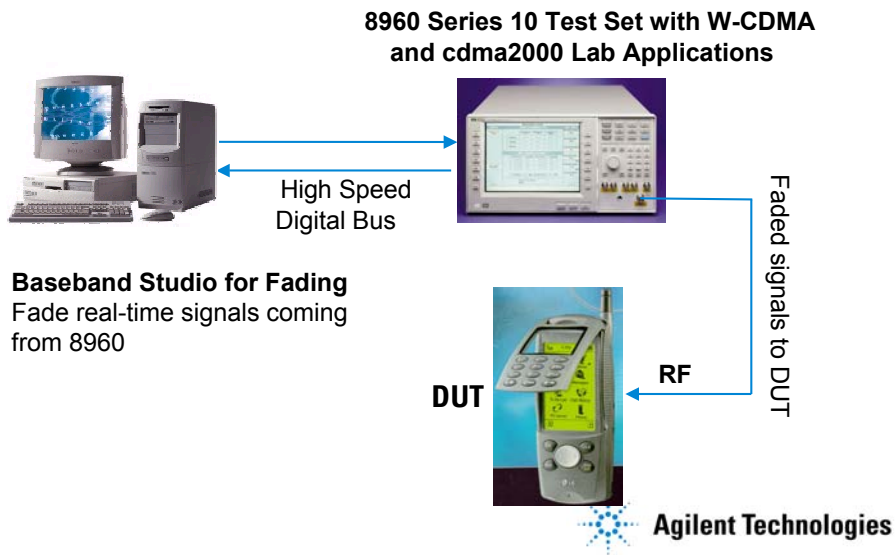 8960 Series 10 Test Set with W-CDMA
and cdma2000 Lab Applications
High Speed
Digital Bus
Faded signals to DUT
Baseband Studio for Fading
Fade real-time signals coming
from 8960
DUT
RF
Agilent Technologies